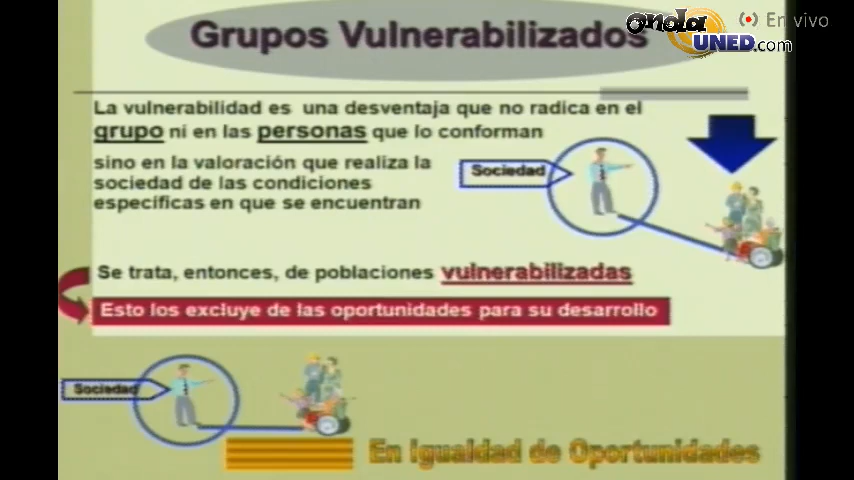 Grupos Vulnerabilizados
onda
UNED.com
En vivo
La vulnerabilidad es una desventaja que no radica en el
grupo ni en las personas que lo conforman
sino en la valoración que realiza la
sociedad de las condiciones
específicas en que se encuentran
Sociedad
Se trata, entonces, de poblaciones vulnerabilizadas
Esto los excluye de las oportunidades para su desarrollo
Sociedad
En Igualdad de Oportunidades